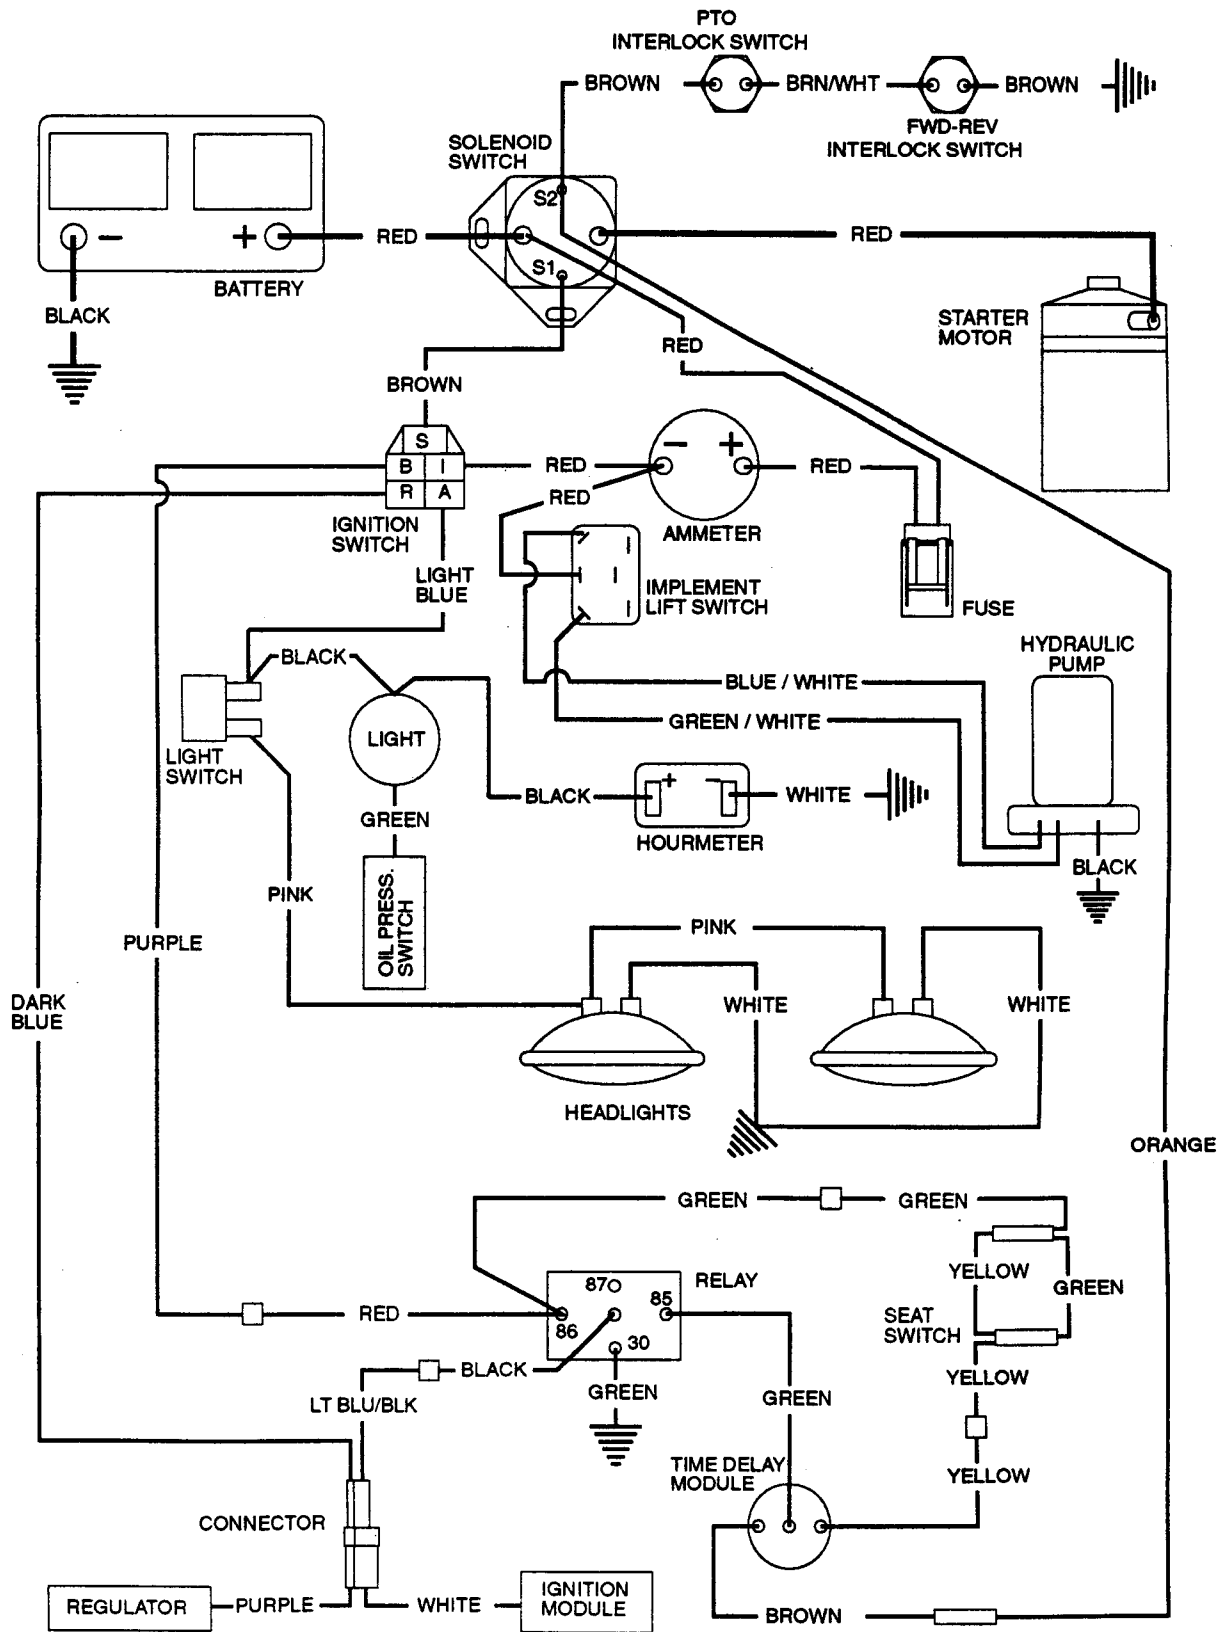 PTO
INTERLOCK SWITCH
BROWN
BRN/WHT
BROWN
FWD-REV
INTERLOCK SWITCH
SOLENOID
SWITCH
S2
S1
RED
RED
BATTERY
BLACK
STARTER
MOTOR
RED
BROWN
S
B I
R A
IGNITION
SWITCH
RED
RED
RED
AMMETER
FUSE
LIGHT
BLUE
IMPLEMENT
LIFT SWITCH
HYDRAULIC
PUMP
BLACK
BLUE / WHITE
GREEN / WHITE
LIGHT
LIGHT
SWITCH
BLACK
WHITE
GREEN
HOURMETER
BLACK
OIL PRESS.
SWITCH
PINK
PINK
PURPLE
DARK
BLUE
WHITE
WHITE
HEADLIGHTS
ORANGE
GREEN
GREEN
YELLOW
GREEN
87
RELAY
85
86
30
RED
SEAT
SWITCH
BLACK
GREEN
GREEN
YELLOW
LT BLU/BLK
TIME DELAY
MODULE
YELLOW
CONNECTOR
REGULATOR
PURPLE
WHITE
IGNITION
MODULE
BROWN